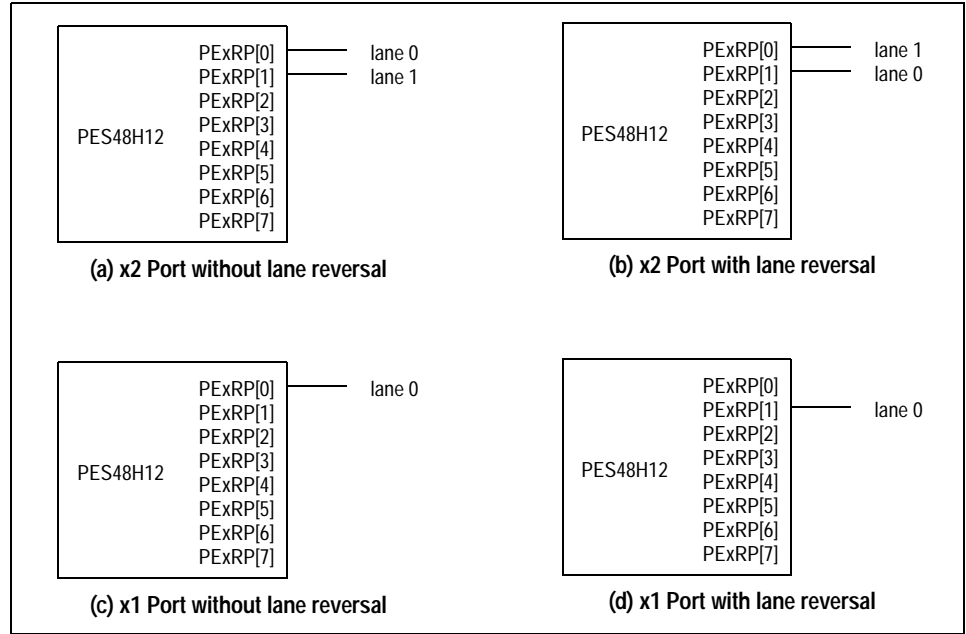 PExRP[0] lane 0
PExRP[1] lane 1
PExRP[2]
PExRP[3]
PES48H12
PExRP[4]
PExRP[5]
PExRP[6]
PExRP[7]
(a) x2 Port without lane reversal
PExRP[0] lane 1
PExRP[1] lane 0
PExRP[2]
PExRP[3]
PES48H12
PExRP[4]
PExRP[5]
PExRP[6]
PExRP[7]
(b) x2 Port with lane reversal
PExRP[0] lane 0
PExRP[1]
PExRP[2]
PExRP[3]
PES48H12
PExRP[4]
PExRP[5]
PExRP[6]
PExRP[7]
(c) x1 Port without lane reversal
PExRP[0]
PExRP[1] lane 0
PExRP[2]
PExRP[3]
PES48H12
PExRP[4]
PExRP[5]
PExRP[6]
PExRP[7]
(d) x1 Port with lane reversal